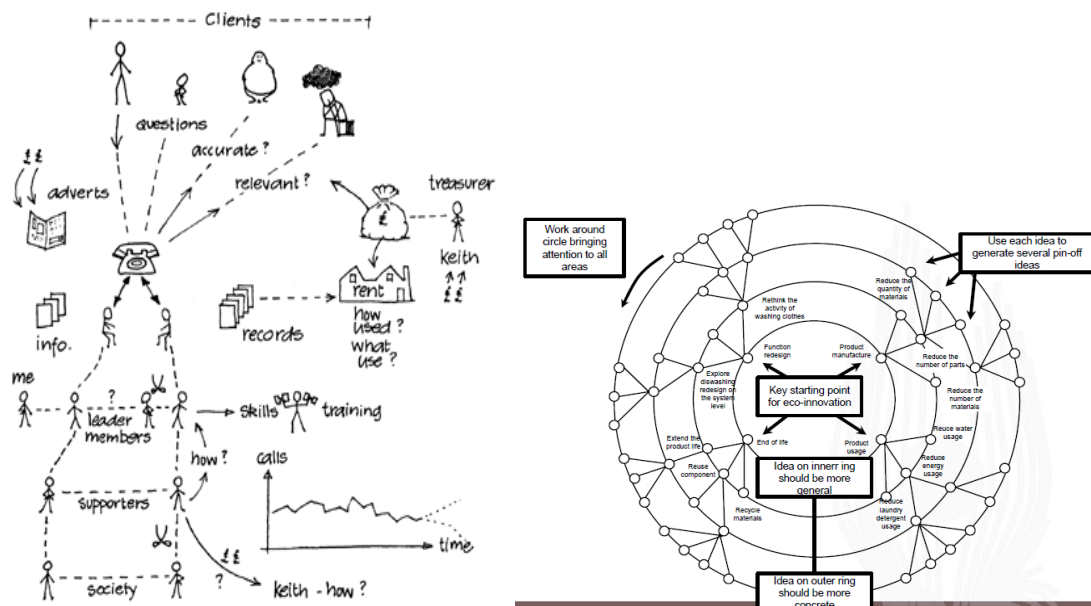 Clients
questions
accurate?
relevant?
£ £
adverts
treasurer
£
keith
££
rent
how
used?
what
use?
info.
records
me
?
leader
members
skills
training
how?
calls
time
supporters
££
?
society
keith - how?
Work around
circle bringing
attention to all
areas
Use each idea to
generate several pin-off
ideas
Reduce the
quantity of
materials
Rethink the
activity of
washing clothes
Function
redesign
Product
manufacture
Reduce the
number of parts
Explore
diswashing
redesign on
the system
level
Key starting point
for eco-innovation
Reduce the
number of
materials
Extend the
product life
End of life
Product
usage
Reuce water
usage
Reuse
component
Reduce
energy
usage
Idea on innerr ring
should be more
general
Recycle
materials
Reduce
laundry
detergent usage
Idea on outer ring
should be more
concrete